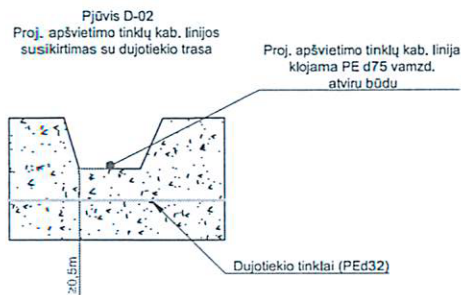 Pjūvis D-02
Proj. apšvietimo tinklų kab. linijos
susikirtimas su dujotiekio trasa
Proj. apšvietimo tinklų kab. linija
klojama PE d75 vamzd.
atviru būdu
Dujotiekio tinklai (PEd32)
≥0,5m